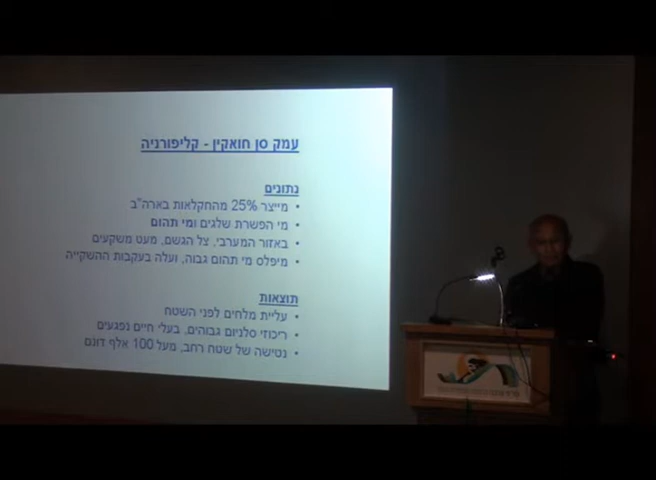 עמק סן חואקין - קליפורניה
נתונים
• מייצר 25% מהחקלאות בארה"ב
• מי הפשרת שלגים ומי תהום
• באזור המערבי, צל הגשם, מעט משקעים
• מיפלס מי תהום גבוה, ועלה בעקבות ההשקייה
תוצאות
• עליית מלחים לפני השטח
• ריכוזי סלניום גבוהים, בעלי חיים נפגעים
• נטישה של שטח רחב, מעל 100 אלף דונם